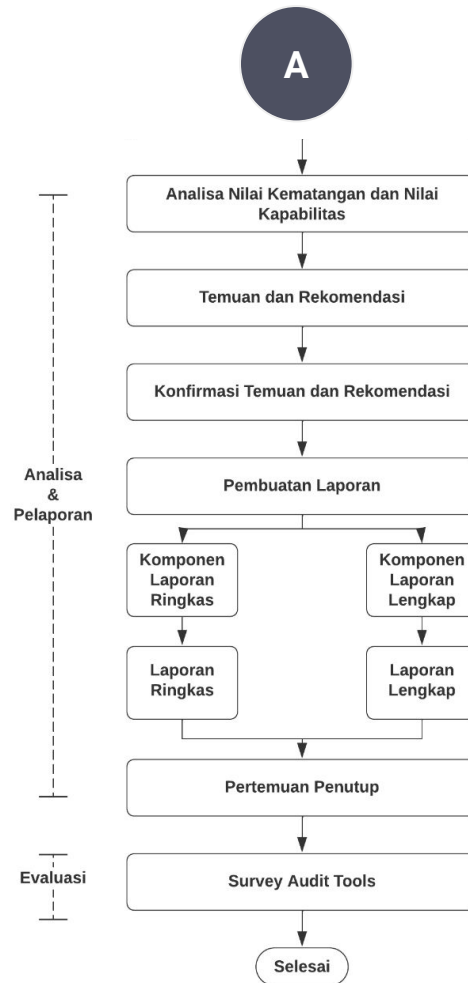 A
Analisa Nilai Kematangan dan Nilai
Kapabilitas
Temuan dan Rekomendasi
Konfirmasi Temuan dan Rekomendasi
Analisa
&
Pelaporan
Pembuatan Laporan
Komponen
Laporan
Ringkas
Komponen
Laporan
Lengkap
Laporan
Ringkas
Laporan
Lengkap
Pertemuan Penutup
Evaluasi
Survey Audit Tools
Selesai